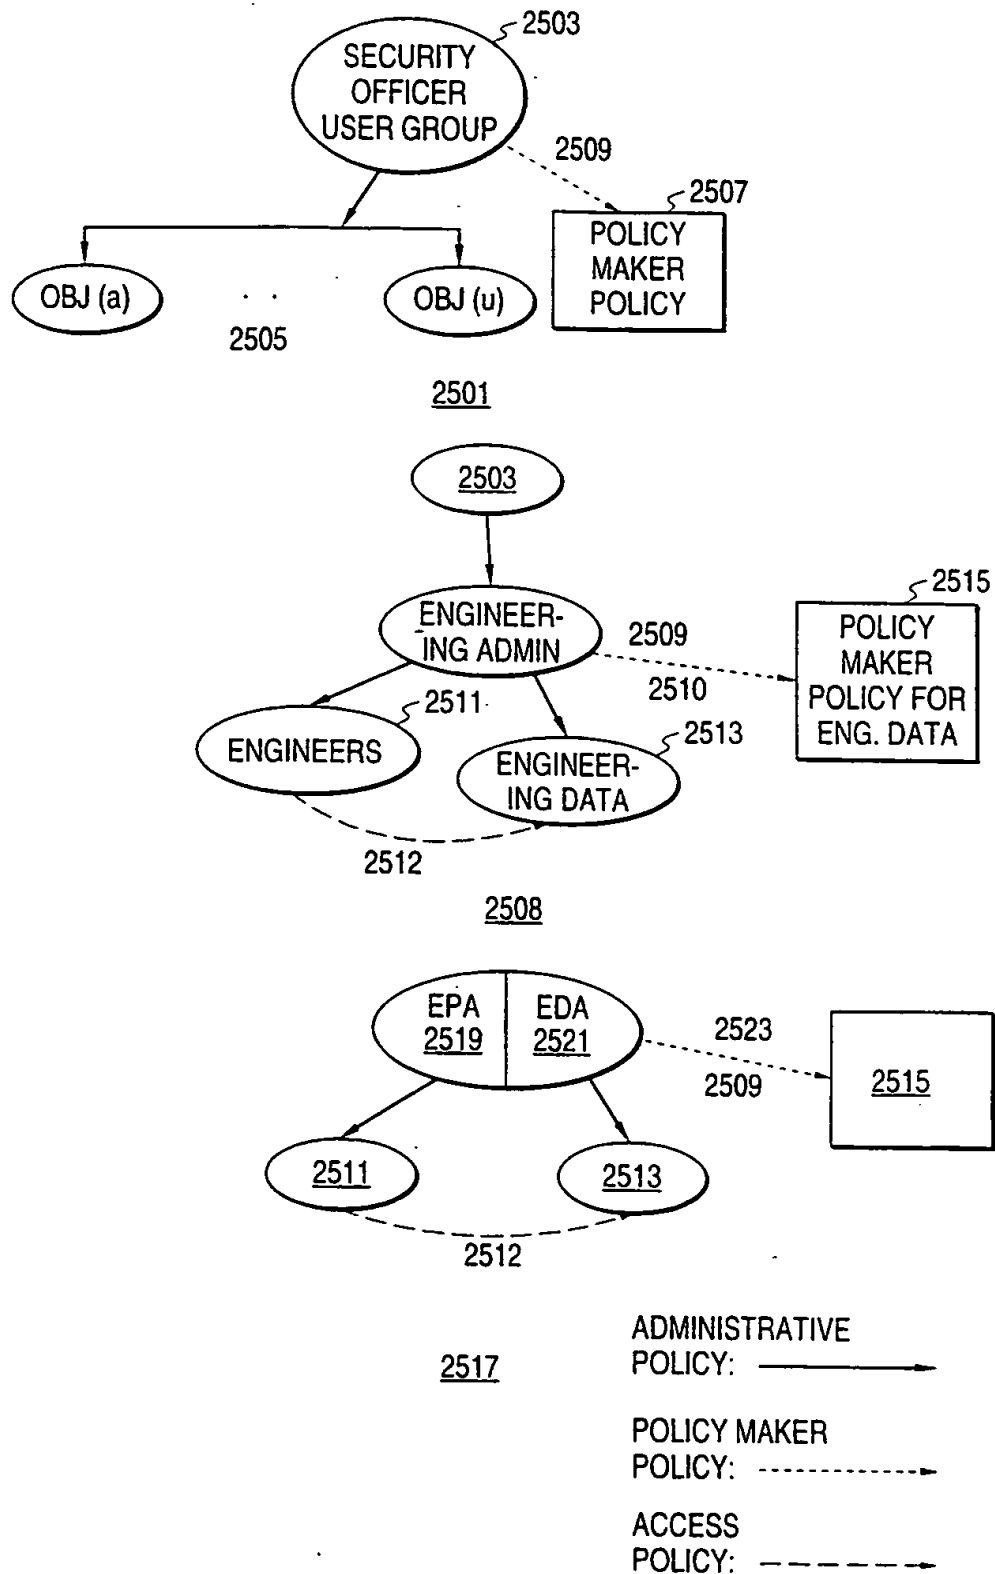 2503
SECURITY
OFFICER
USER GROUP
2509
2507
POLICY
MAKER
POLICY
OBJ (a)
. .
OBJ (u)
2505
2501
2503
2515
ENGINEER-
ING ADMIN
2509
2510
POLICY
MAKER
POLICY FOR
ENG. DATA
2511
2513
ENGINEERS
ENGINEER-
ING DATA
2512
2508
EPA
2519
EDA
2521
2523
2509
2515
2511
2513
2512
2517
ADMINISTRATIVE
POLICY:
POLICY MAKER
POLICY:
ACCESS
POLICY: